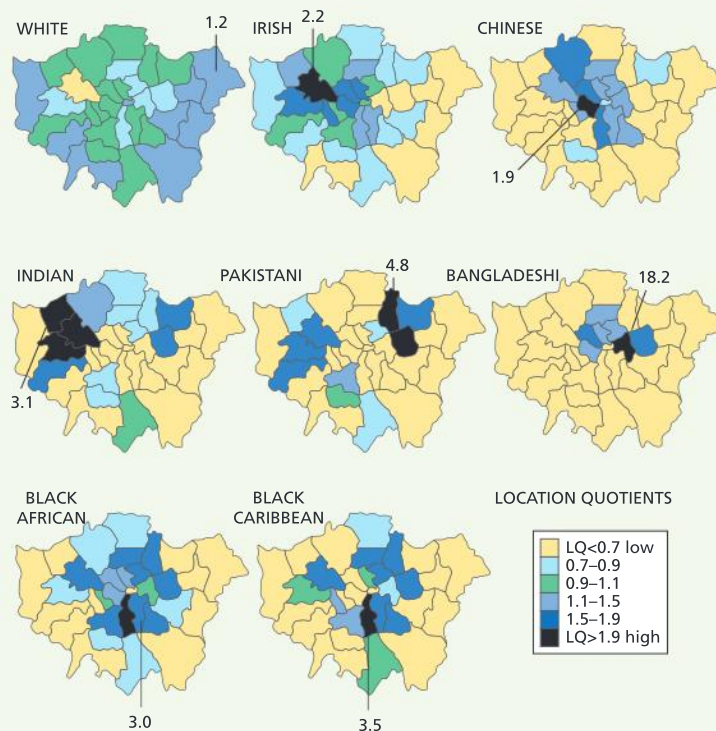 WHITE
1.2
IRISH
2.2
CHINESE
1.9
INDIAN
3.1
PAKISTANI
4.8
BANGLADESHI
18.2
BLACK
AFRICAN
3.0
BLACK
CARIBBEAN
3.5
LOCATION QUOTIENTS
LQ<0.7 low
0.7–0.9
0.9–1.1
1.1–1.5
1.5–1.9
LQ>1.9 high